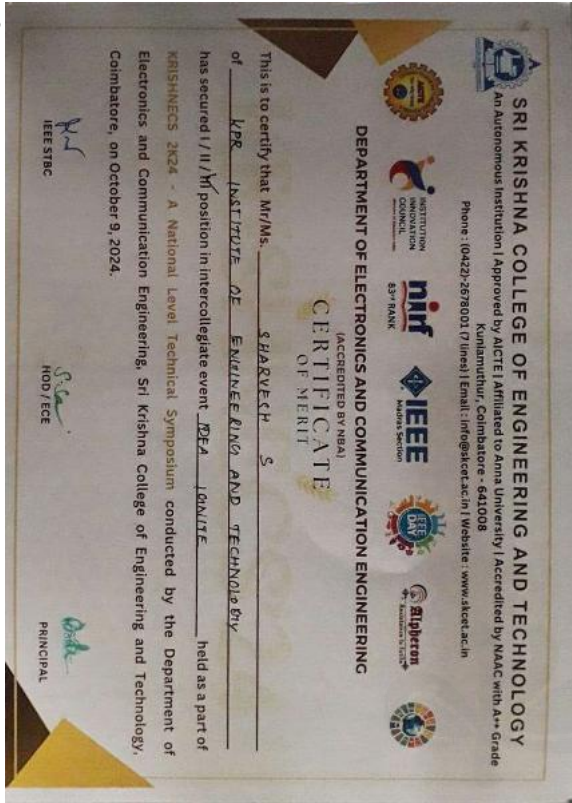 SRI KRISHNA COLLEGE OF ENGINEERING AND TECHNOLOGY
An Autonomous Institution | Approved by AICTE | Affiliated to Anna University | Accredited by NAAC with A++ Grade
Kuniamuthur, Coimbatore - 641008
Phone : (0422)-2678001 (7 lines) | Email : info@skcet.ac.in | Website : www.skcet.ac.in
AICTE
INSTITUTION
INNOVATION
COUNCIL
nirf
83rd RANK
IEEE
Madras Section
IEEE
DAY
Alpheron
DEPARTMENT OF ELECTRONICS AND COMMUNICATION ENGINEERING
(ACCREDITED BY NBA)
CERTIFICATE
OF MERIT
This is to certify that Mr/Ms. SHARVESH S
of KPR INSTITUTE OF ENGINEERING AND TECHNOLOGY
has secured I / II / III position in intercollegiate event IDEA IGNITE held as a part of
KRISHNECS 2K24 - A National Level Technical Symposium conducted by the Department of
Electronics and Communication Engineering, Sri Krishna College of Engineering and Technology,
Coimbatore, on October 9, 2024.
IEEE STBC
HOD / ECE
PRINCIPAL